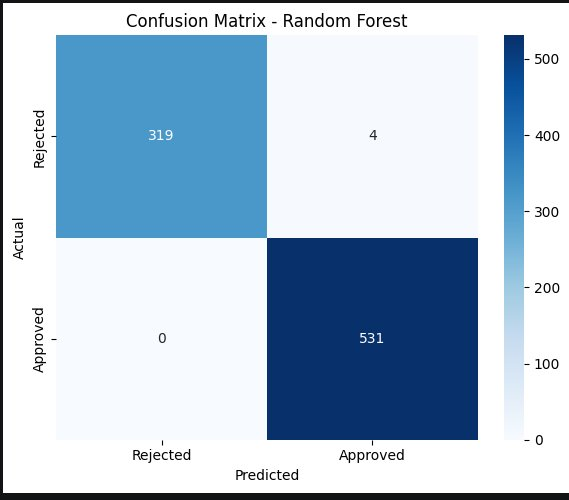 Confusion Matrix - Random Forest
Actual
Rejected
Approved
319
4
0
531
Rejected
Approved
Predicted
500
400
300
200
100
0